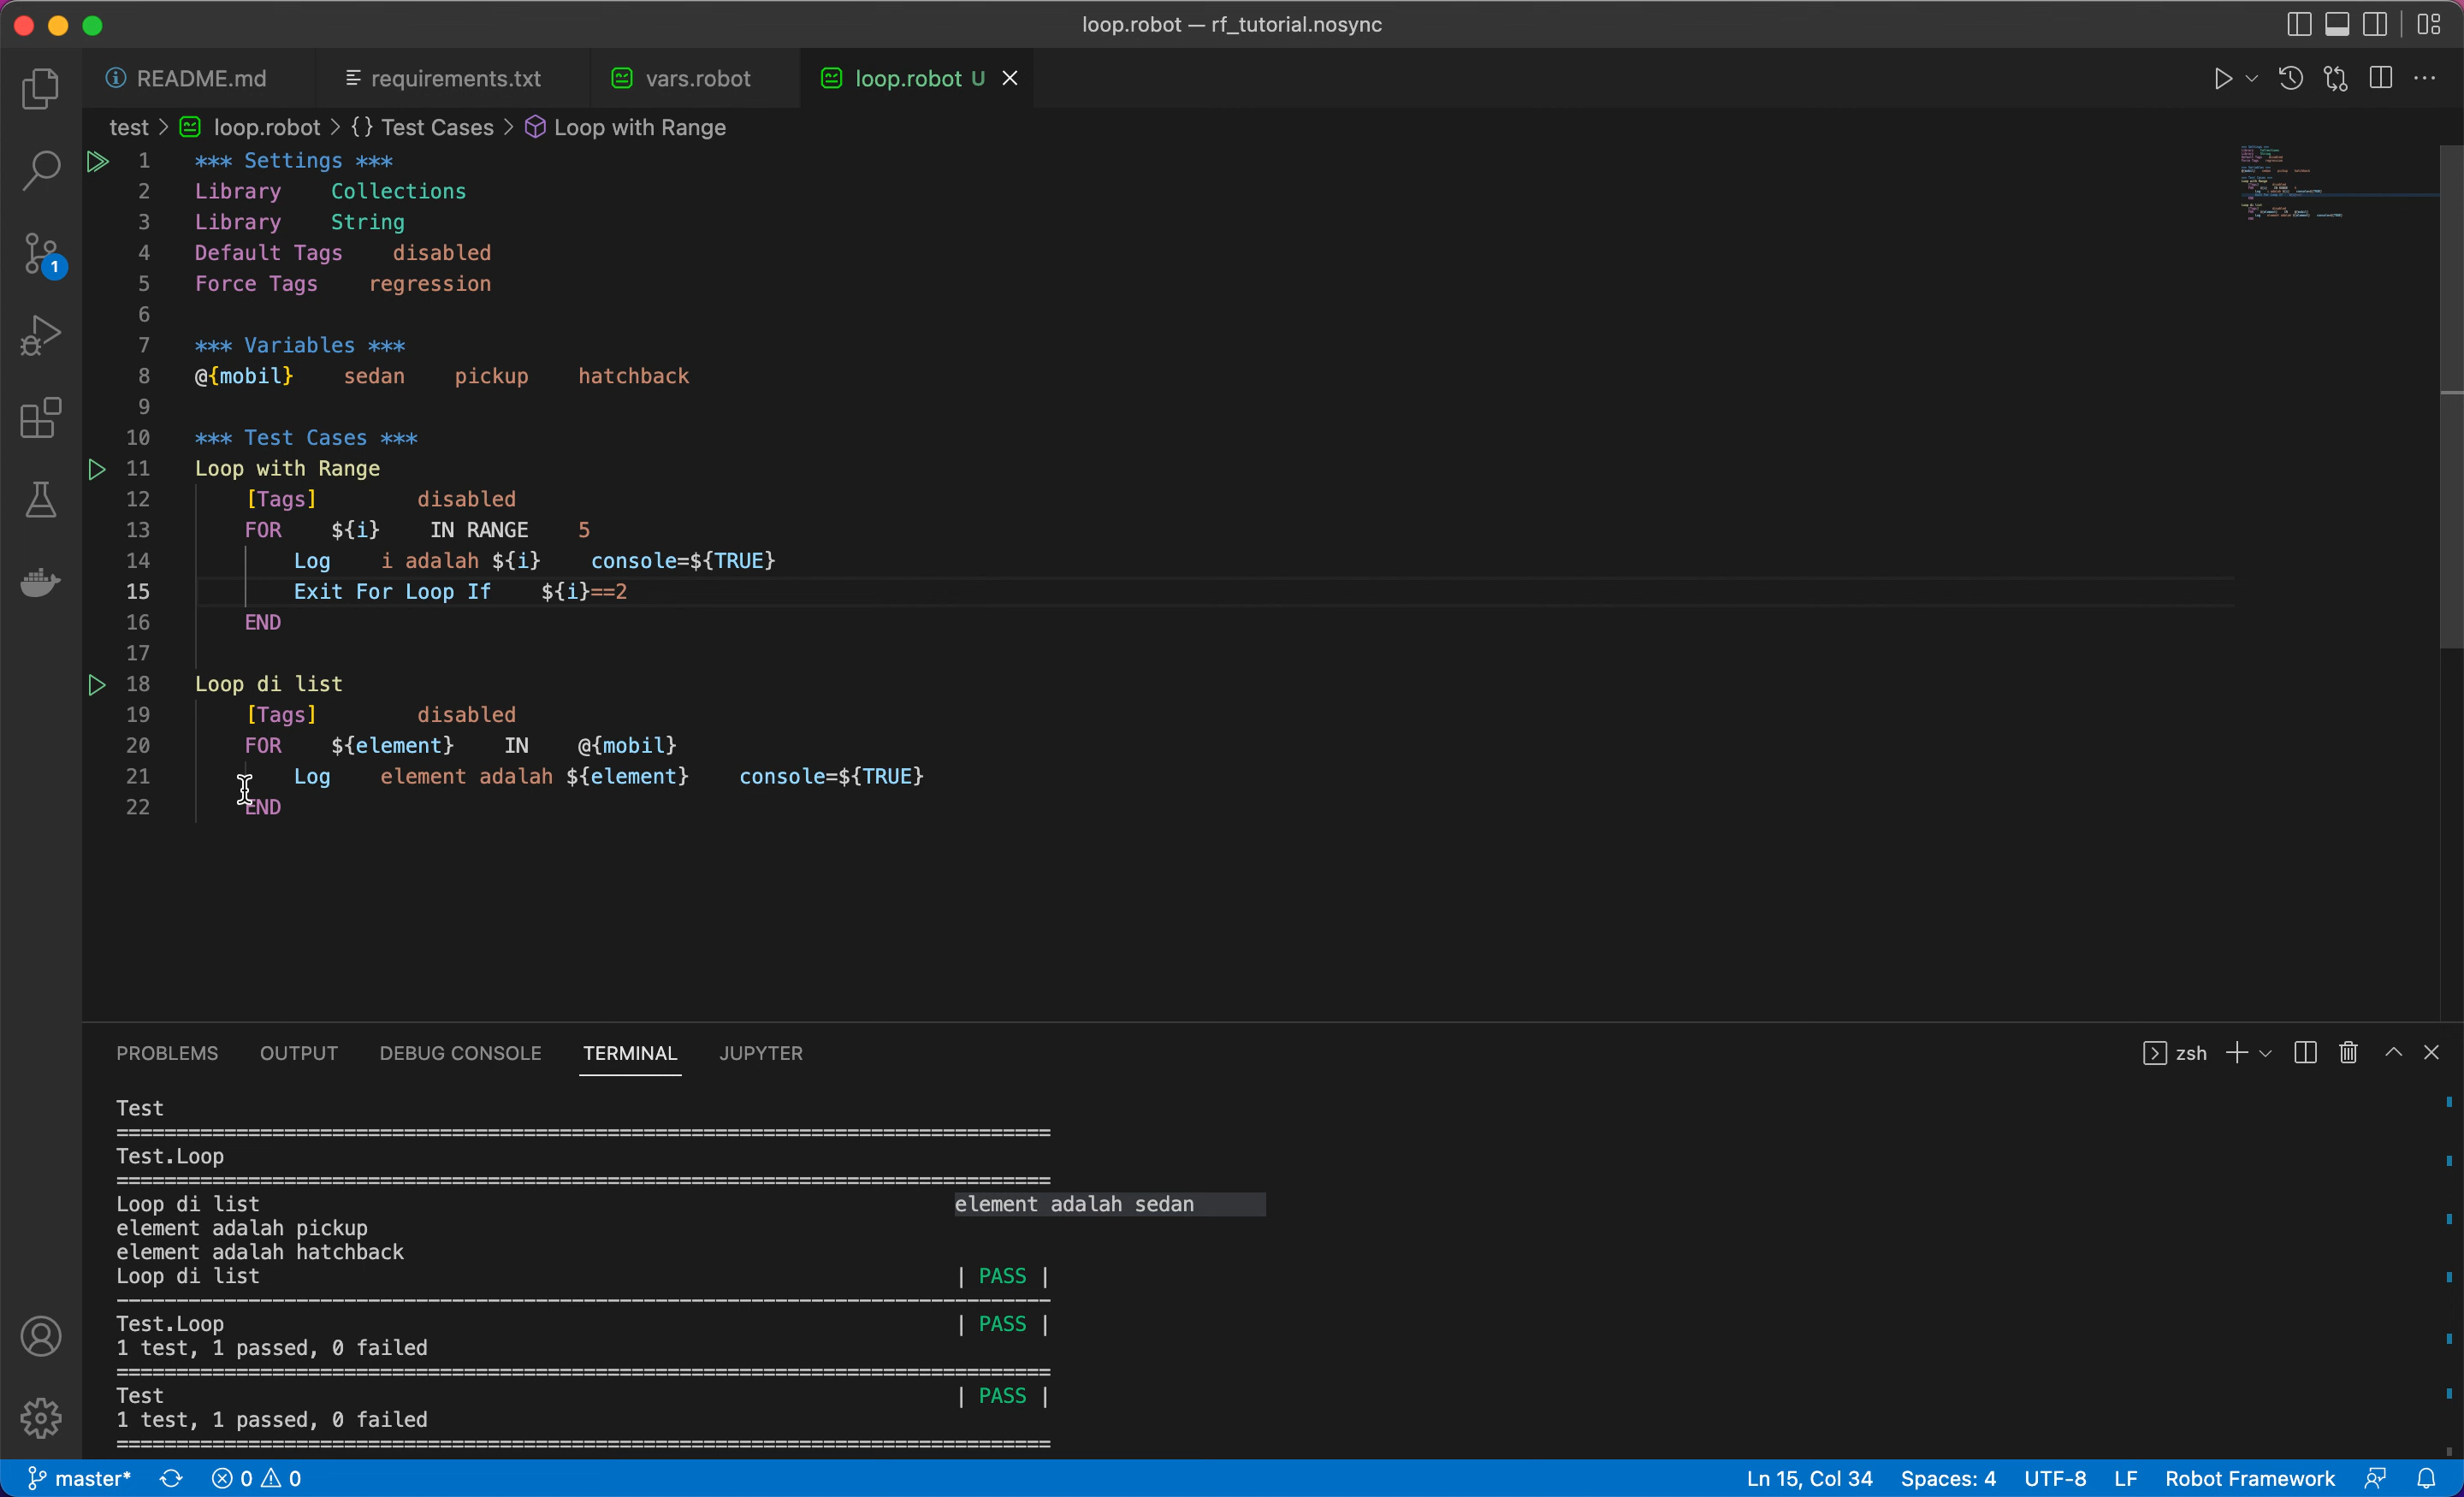 loop.robot — rf_tutorial.nosync
README.md requirements.txt vars.robot loop.robot U
test > loop.robot > {} Test Cases > Loop with Range
1 *** Settings ***
2 Library    Collections
3 Library    String
4 Default Tags    disabled
5 Force Tags    regression
6
7 *** Variables ***
8 @{mobil}    sedan    pickup    hatchback
9
10 *** Test Cases ***
11 Loop with Range
12     [Tags]        disabled
13     FOR    ${i}    IN RANGE    5
14         Log    i adalah ${i}    console=${TRUE}
15         Exit For Loop If    ${i}==2
16     END
17
18 Loop di list
19     [Tags]        disabled
20     FOR    ${element}    IN    @{mobil}
21         Log    element adalah ${element}    console=${TRUE}
22     END
1
PROBLEMS OUTPUT DEBUG CONSOLE TERMINAL JUPYTER zsh
Test
==============================================================================
Test.Loop
==============================================================================
Loop di list                                                          element adalah sedan
element adalah pickup
element adalah hatchback
Loop di list                                                          | PASS |
------------------------------------------------------------------------------
Test.Loop                                                             | PASS |
1 test, 1 passed, 0 failed
==============================================================================
Test                                                                  | PASS |
1 test, 1 passed, 0 failed
==============================================================================
master* 0 0 Ln 15, Col 34 Spaces: 4 UTF-8 LF Robot Framework